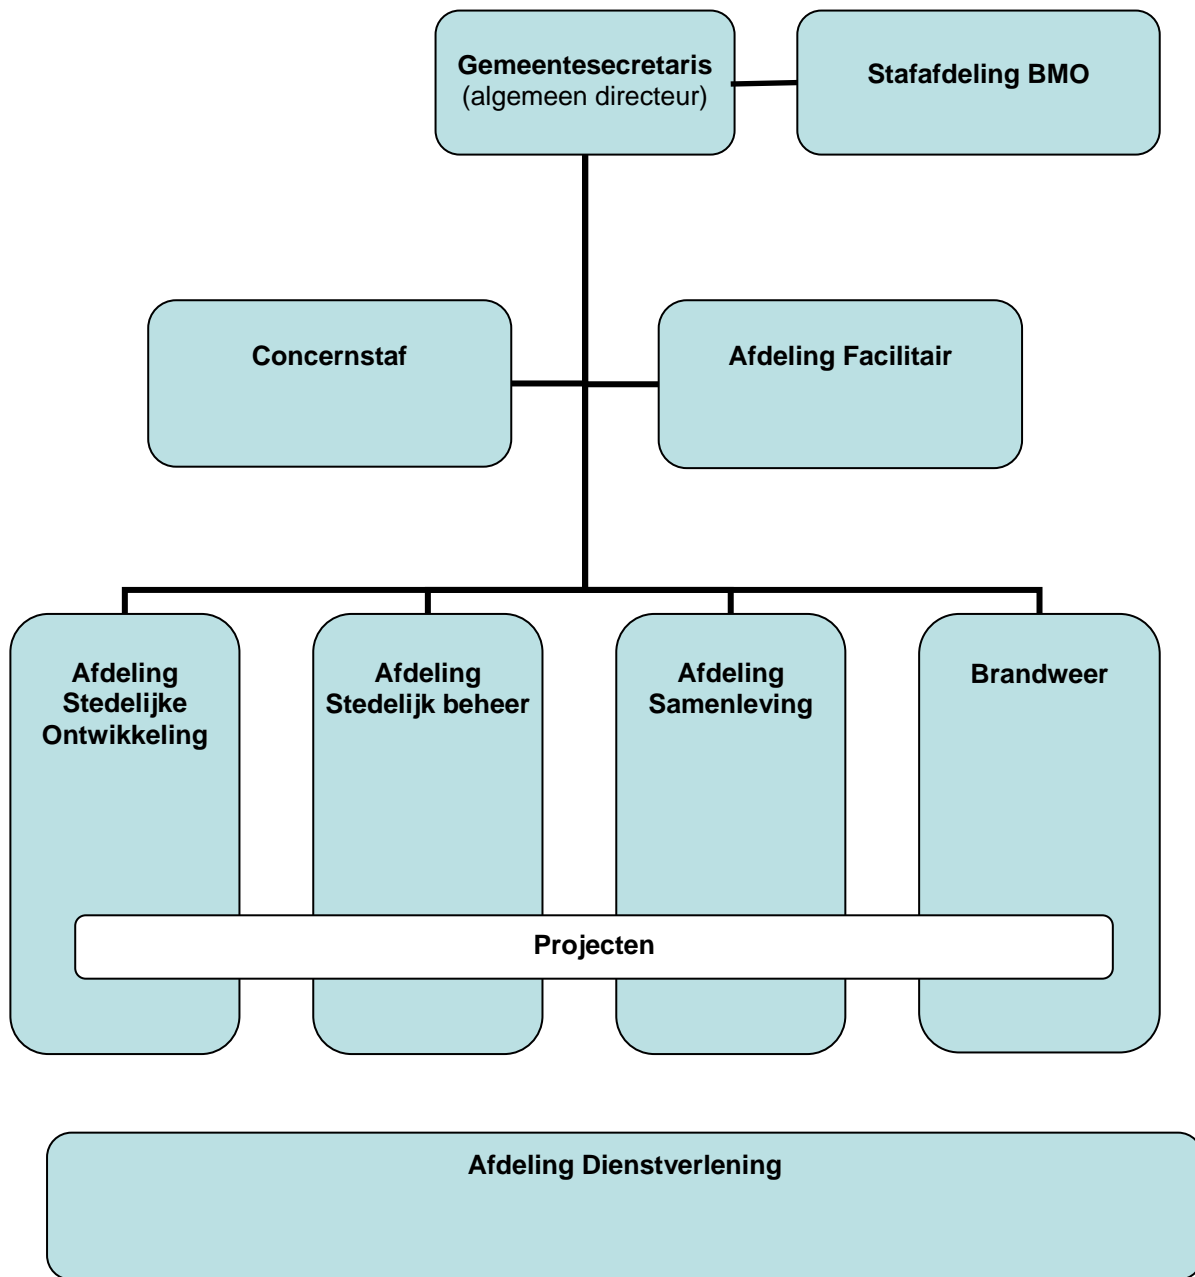 Gemeentesecretaris
(algemeen directeur)
Stafafdeling BMO
Concernstaf
Afdeling Facilitair
Afdeling
Stedelijke
Ontwikkeling
Afdeling
Stedelijk beheer
Afdeling
Samenleving
Brandweer
Projecten
Afdeling Dienstverlening